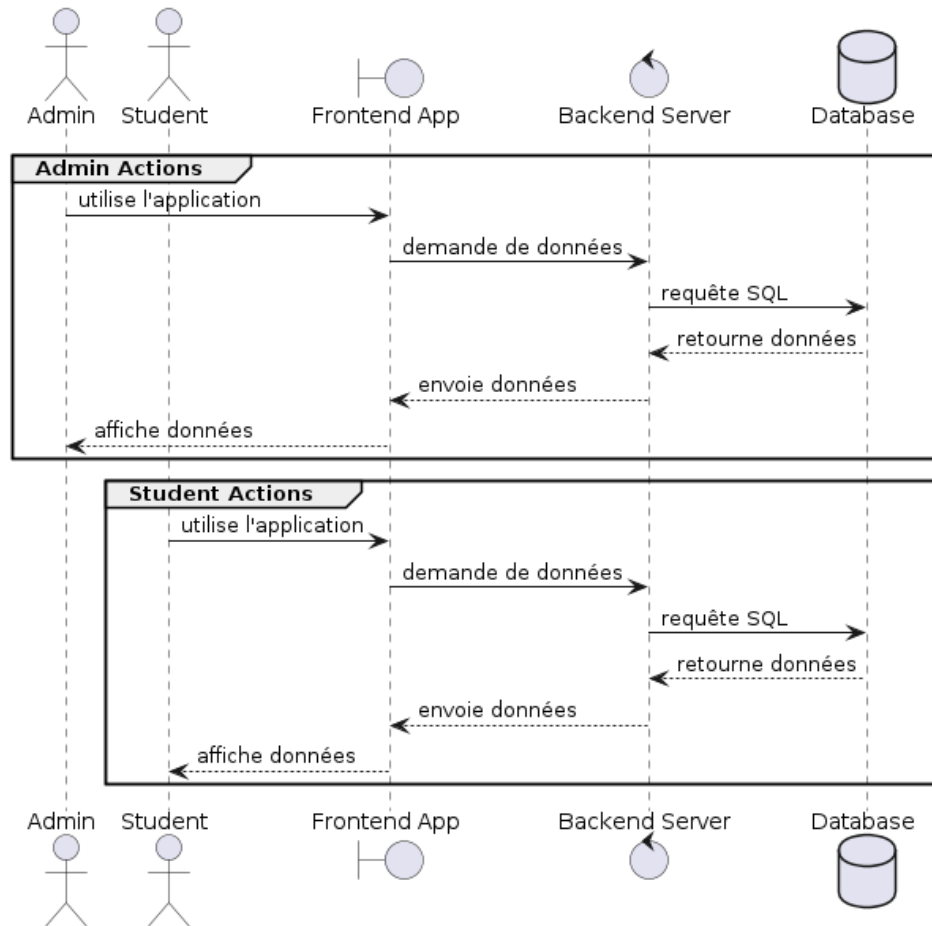 Admin Student Frontend App Backend Server Database
Admin Actions
utilise l'application
demande de données
requête SQL
retourne données
envoie données
affiche données
Student Actions
utilise l'application
demande de données
requête SQL
retourne données
envoie données
affiche données
Admin Student Frontend App Backend Server Database